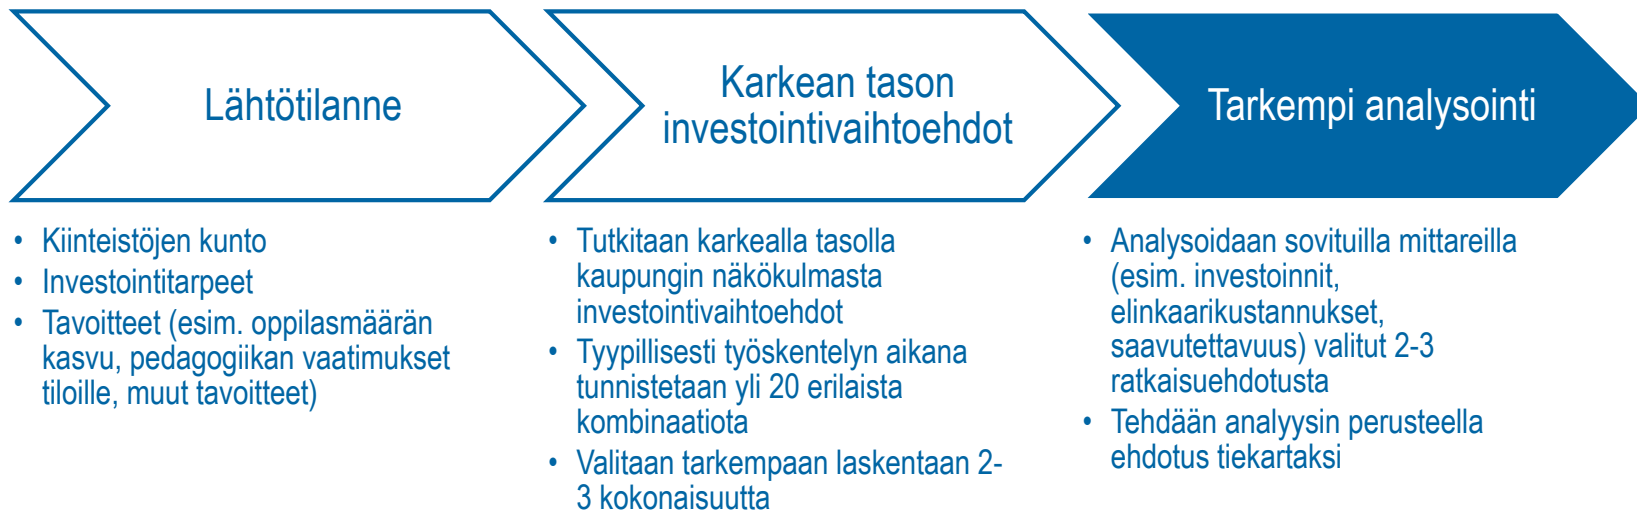 Lähtötilanne
Karkean tason
investointivaihtoehdot
Tarkempi analysointi
• Kiinteistöjen kunto
• Investointitarpeet
• Tavoitteet (esim. oppilasmäärän
kasvu, pedagogiikan vaatimukset
tiloille, muut tavoitteet)
• Tutkitaan karkealla tasolla
kaupungin näkökulmasta
investointivaihtoehdot
• Tyypillisesti työskentelyn aikana
tunnistetaan yli 20 erilaista
kombinaatiota
• Valitaan tarkempaan laskentaan 2-
3 kokonaisuutta
• Analysoidaan sovituilla mittareilla
(esim. investoinnit,
elinkaarikustannukset,
saavutettavuus) valitut 2-3
ratkaisuehdotusta
• Tehdään analyysin perusteella
ehdotus tiekartaksi